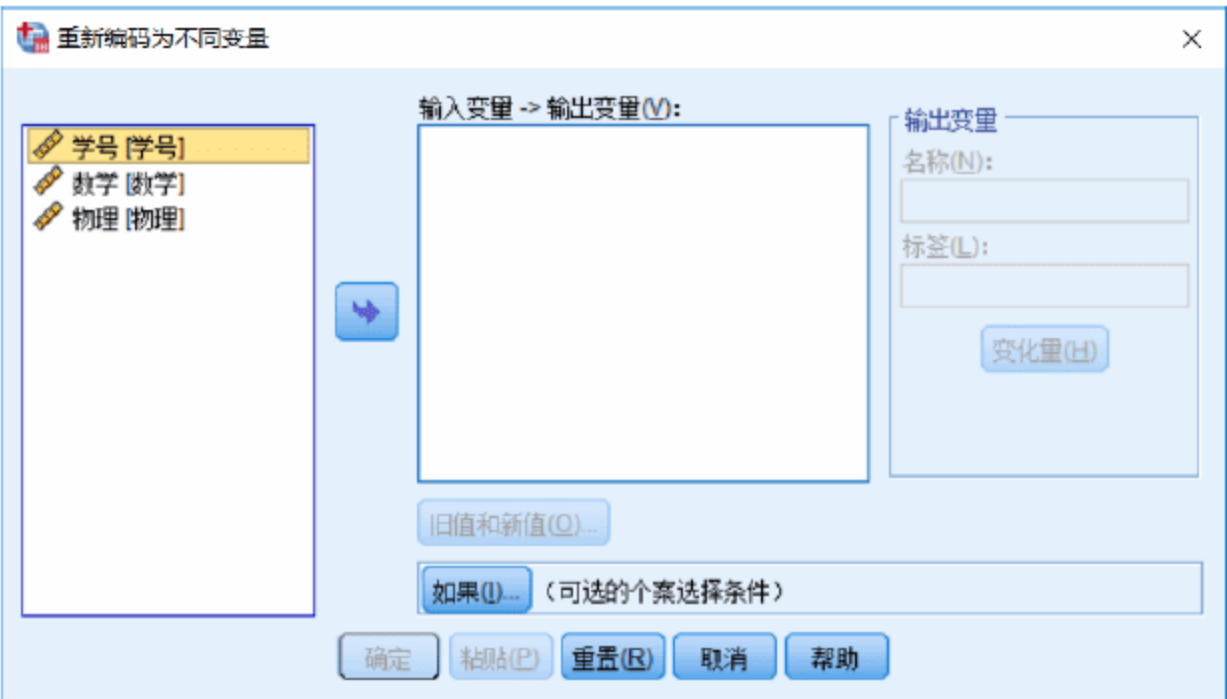 重新编码为不同变量
学号 [学号]
数学 [数学]
物理 [物理]
输入变量 -> 输出变量(V):
输出变量
名称(N):
标签(L):
变化量(H)
旧值和新值(O)...
如果(I)... （可选的个案选择条件）
确定 粘贴(P) 重置(R) 取消 帮助